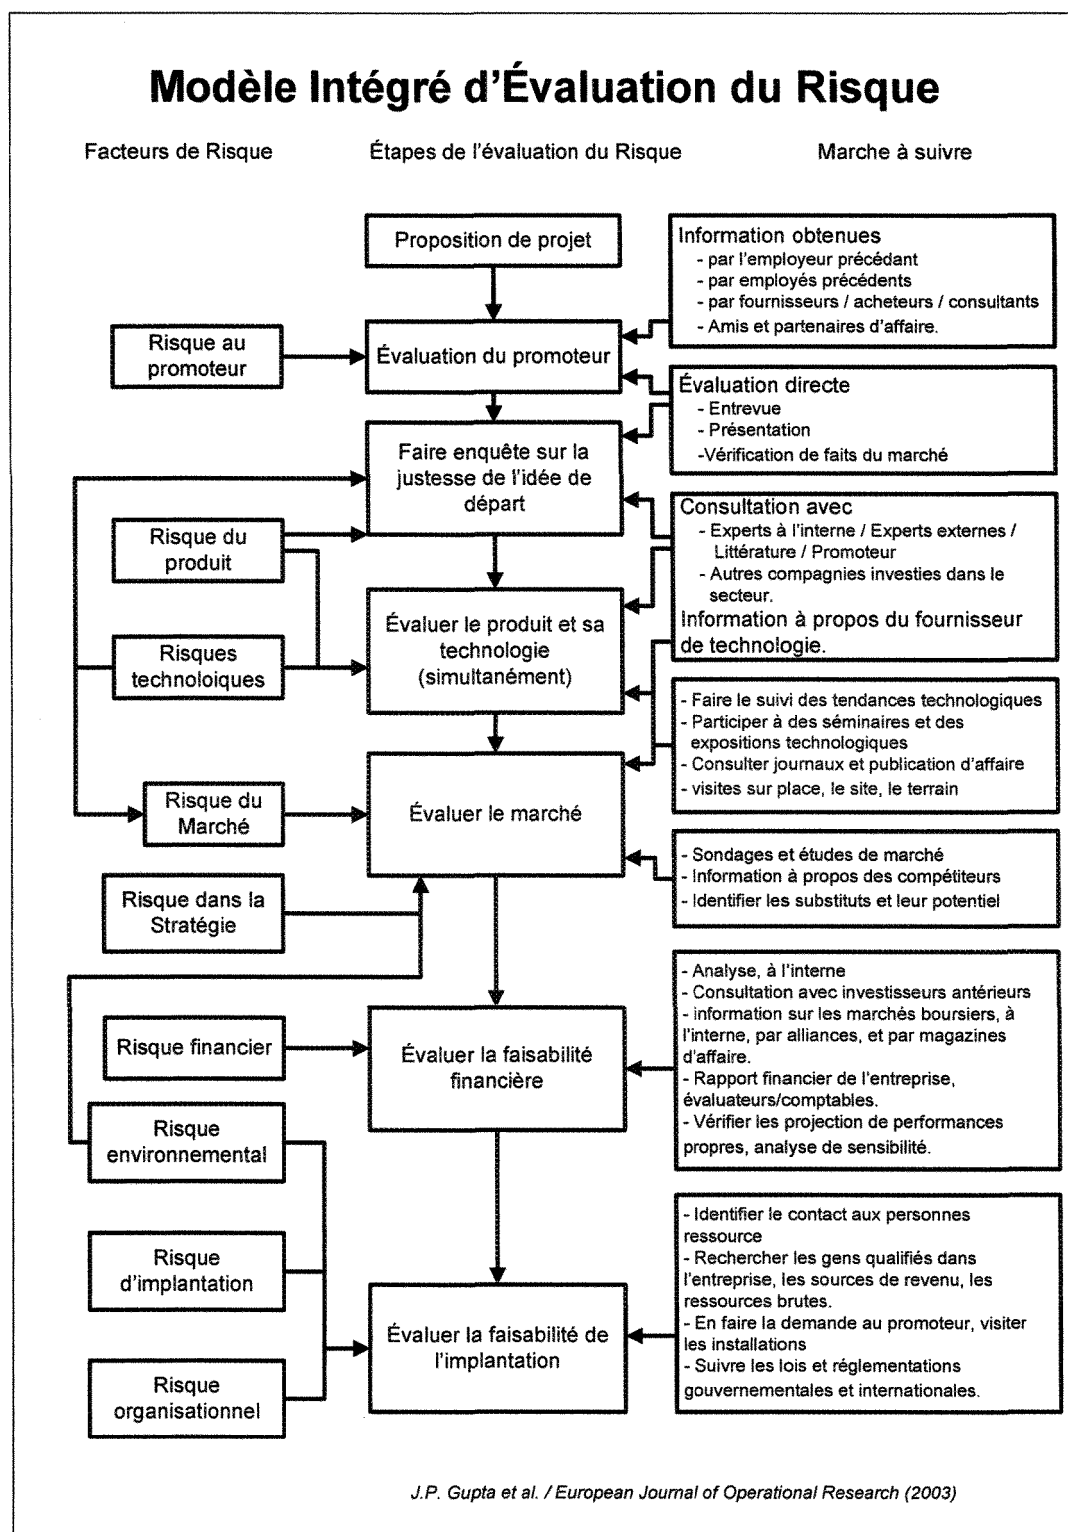 Modèle Intégré d'Évaluation du Risque
Facteurs de Risque
Étapes de l'évaluation du Risque
Marche à suivre
Proposition de projet
Information obtenues
- par l'employeur précédant
- par employés précédents
- par fournisseurs / acheteurs / consultants
- Amis et partenaires d'affaire.
Risque au
promoteur
Évaluation du promoteur
Évaluation directe
- Entrevue
- Présentation
-Vérification de faits du marché
Faire enquête sur la
justesse de l'idée de
départ
Risque du
produit
Consultation avec
- Experts à l'interne / Experts externes /
Littérature / Promoteur
- Autres compagnies investies dans le
secteur.
Information à propos du fournisseur
de technologie.
Risques
technoloiques
Évaluer le produit et sa
technologie
(simultanément)
- Faire le suivi des tendances technologiques
- Participer à des séminaires et des
expositions technologiques
- Consulter journaux et publication d'affaire
- visites sur place, le site, le terrain
Risque du
Marché
Évaluer le marché
- Sondages et études de marché
- Information à propos des compétiteurs
- Identifier les substituts et leur potentiel
Risque dans la
Stratégie
Risque financier
Évaluer la faisabilité
financière
- Analyse, à l'interne
- Consultation avec investisseurs antérieurs
- information sur les marchés boursiers, à
l'interne, par alliances, et par magazines
d'affaire.
- Rapport financier de l'entreprise,
évaluateurs/comptables.
- Vérifier les projection de performances
propres, analyse de sensibilité.
Risque
environnemental
Risque
d'implantation
Risque
organisationnel
Évaluer la faisabilité de
l'implantation
- Identifier le contact aux personnes
ressource
- Rechercher les gens qualifiés dans
l'entreprise, les sources de revenu, les
ressources brutes.
- En faire la demande au promoteur, visiter
les installations
- Suivre les lois et réglementations
gouvernementales et internationales.
J.P. Gupta et al. / European Journal of Operational Research (2003)